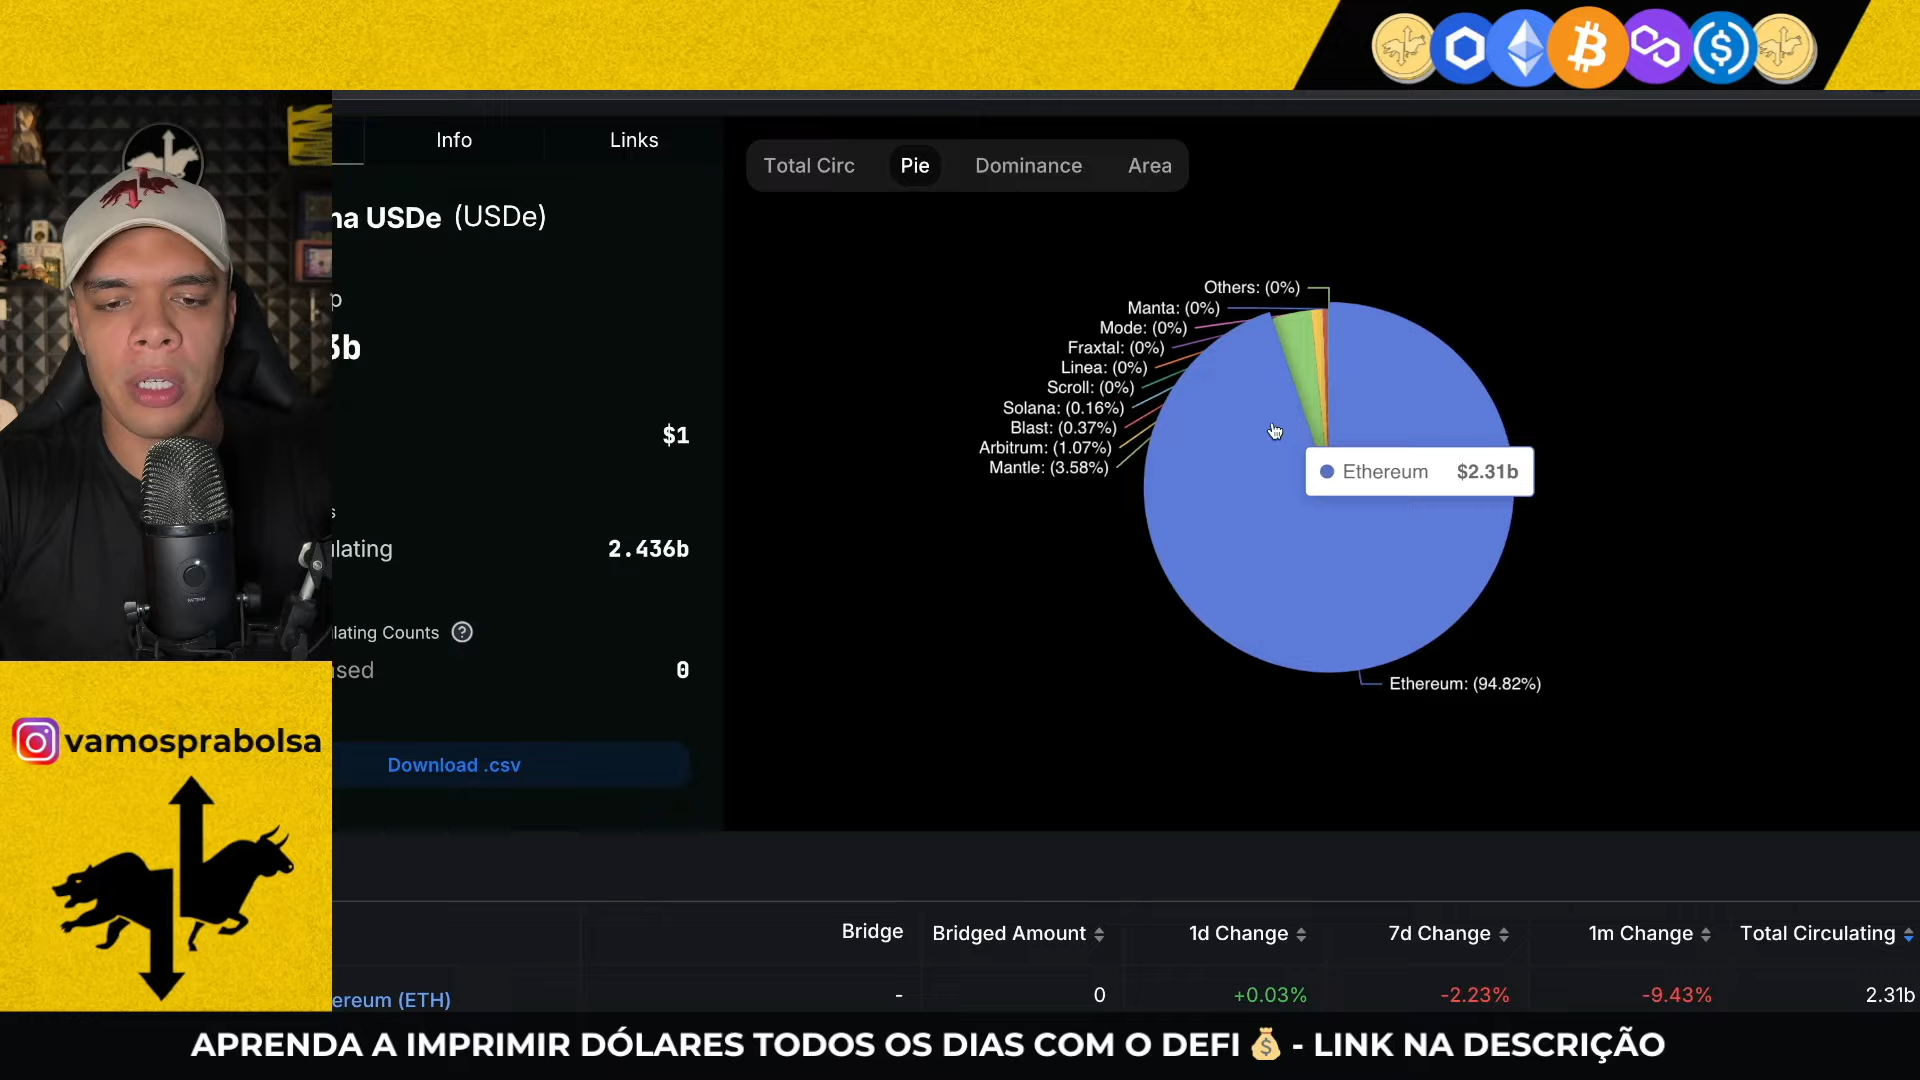 Info
Links
Total Circ
Pie
Dominance
Area
na USDe (USDe)
$1
lating
2.436b
lating Counts ?
sed
0
Download .csv
Others: (0%)
Manta: (0%)
Mode: (0%)
Fraxtal: (0%)
Linea: (0%)
Scroll: (0%)
Solana: (0.16%)
Blast: (0.37%)
Arbitrum: (1.07%)
Mantle: (3.58%)
Ethereum $2.31b
Ethereum: (94.82%)
vamosprabolsa
Bridge
Bridged Amount
1d Change
7d Change
1m Change
Total Circulating
ereum (ETH)
-
0
+0.03%
-2.23%
-9.43%
2.31b
APRENDA A IMPRIMIR DÓLARES TODOS OS DIAS COM O DEFI 💰 - LINK NA DESCRIÇÃO